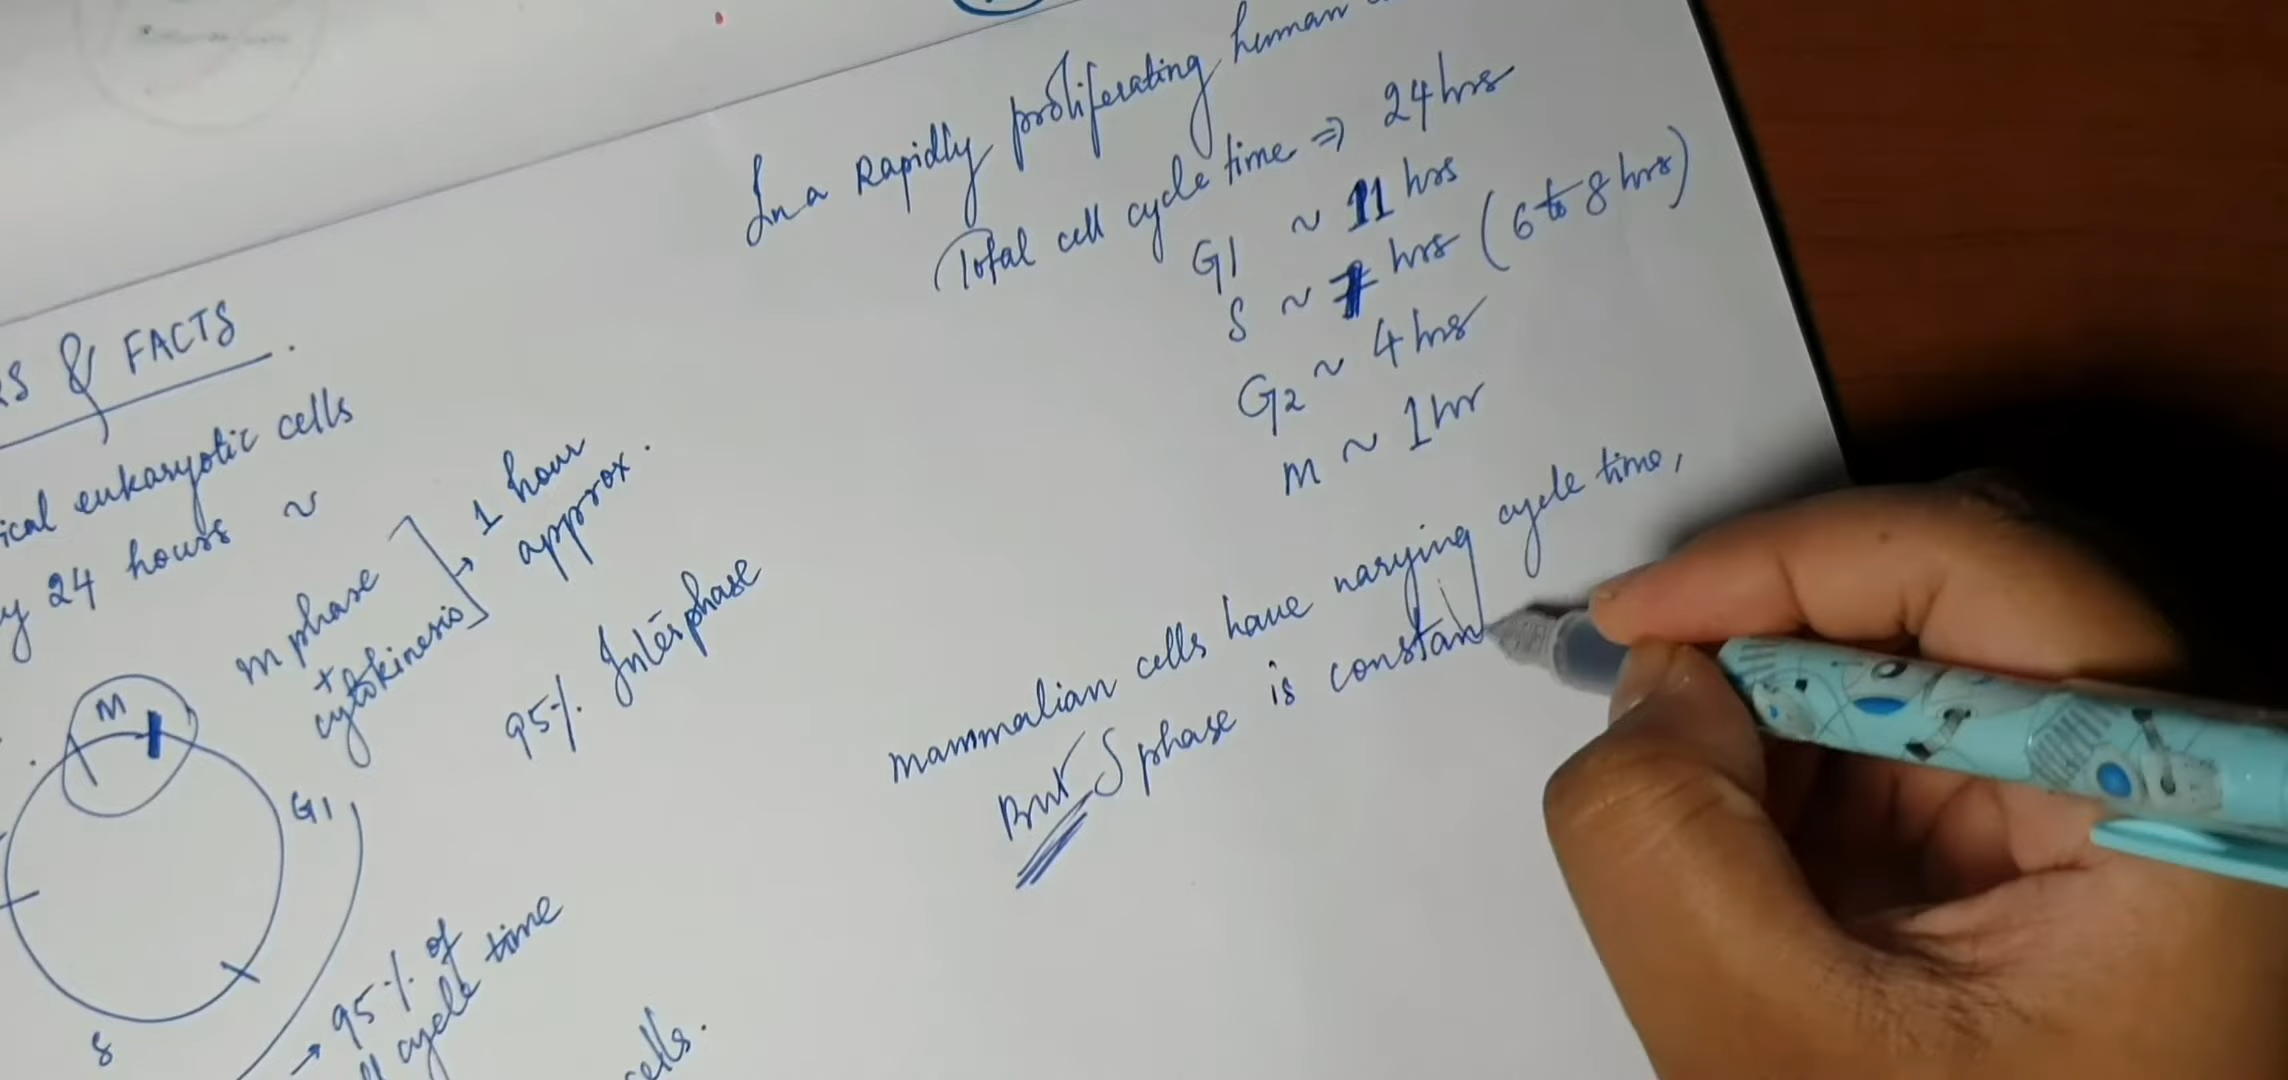 In a Rapidly proliferating human
Total cell cycle time ⇒ 24 hrs
G1 ~ 11 hrs
S ~ 7 hrs (6 to 8 hrs)
G2 ~ 4 hrs
M ~ 1 hr
mammalian cells have varying cycle time,
But S phase is constan
& FACTS
eukaryotic cells
24 hours ~
M phase
+
cytokinesis
→ 1 hour
approx.
95% Interphase
M
G1
S
→ 95% of
cycle time
cells.